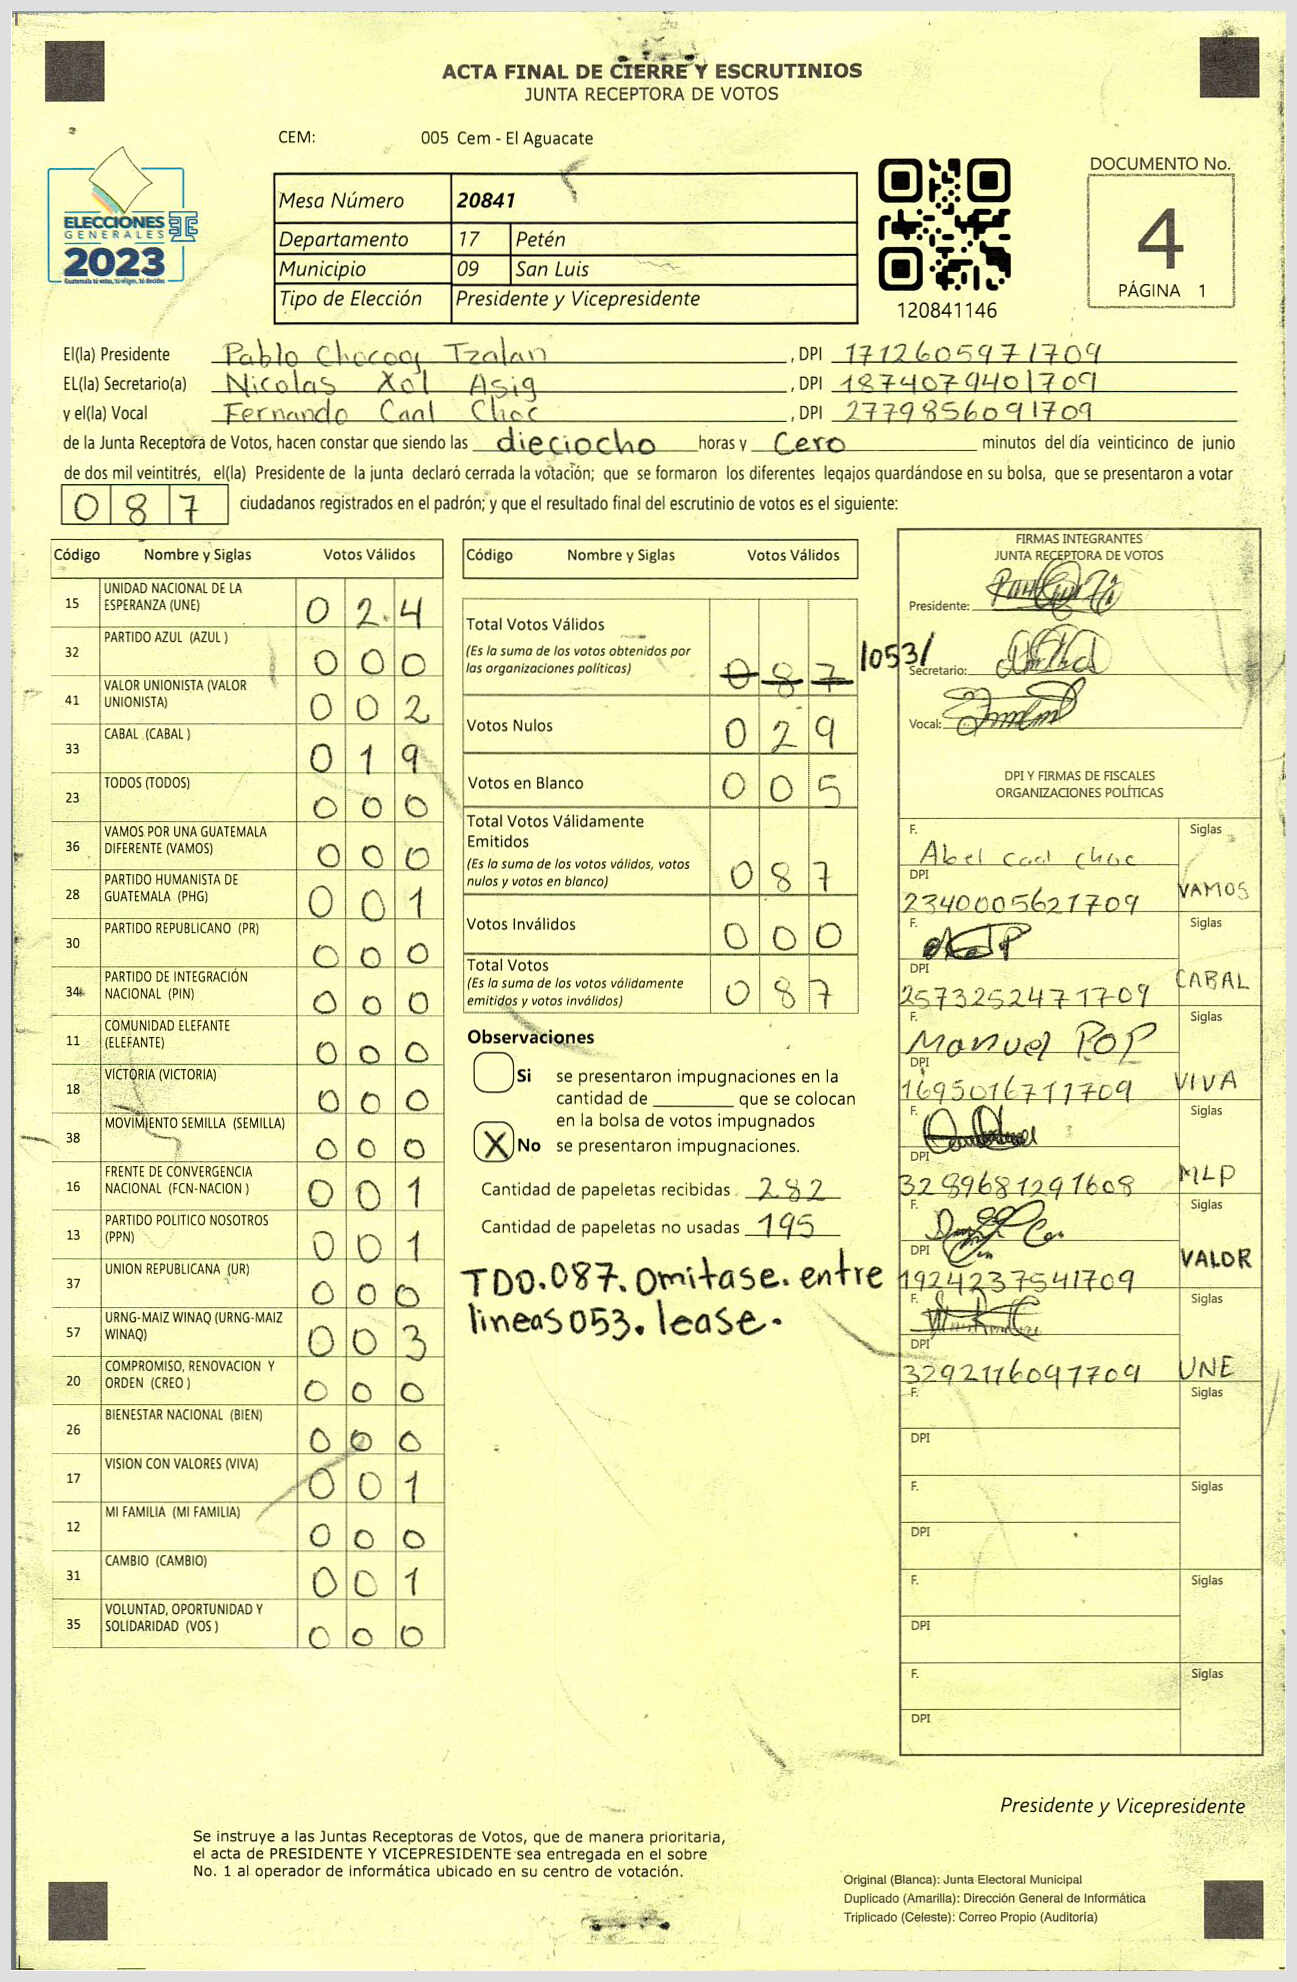 ACTA FINAL DE CIERRE Y ESCRUTINIOS
JUNTA RECEPTORA DE VOTOS
CEM: 005 Cem - El Aguacate
ELECCIONES
GENERALES
2023
Mesa Número 20841
Departamento 17 Petén
Municipio 09 San Luis
Tipo de Elección Presidente y Vicepresidente
120841146
DOCUMENTO No.
4
PÁGINA 1
El(la) Presidente Pablo Chocooj Tzalan , DPI 1712605971709
EL(la) Secretario(a) Nicolas Xol Asig , DPI 1874079401709
y el(la) Vocal Fernando Caal Choc , DPI 2779856091709
de la Junta Receptora de Votos, hacen constar que siendo las dieciocho horas y Cero minutos del día veinticinco de junio
de dos mil veintitrés, el(la) Presidente de la junta declaró cerrada la votación; que se formaron los diferentes legajos quardándose en su bolsa, que se presentaron a votar
087 ciudadanos registrados en el padrón; y que el resultado final del escrutinio de votos es el siguiente:
Código Nombre y Siglas Votos Válidos
15 UNIDAD NACIONAL DE LA ESPERANZA (UNE) 0 2 4
32 PARTIDO AZUL (AZUL ) 0 0 0
41 VALOR UNIONISTA (VALOR UNIONISTA) 0 0 2
33 CABAL (CABAL ) 0 1 9
23 TODOS (TODOS) 0 0 0
36 VAMOS POR UNA GUATEMALA DIFERENTE (VAMOS) 0 0 0
28 PARTIDO HUMANISTA DE GUATEMALA (PHG) 0 0 1
30 PARTIDO REPUBLICANO (PR) 0 0 0
34 PARTIDO DE INTEGRACIÓN NACIONAL (PIN) 0 0 0
11 COMUNIDAD ELEFANTE (ELEFANTE) 0 0 0
18 VICTORIA (VICTORIA) 0 0 0
38 MOVIMIENTO SEMILLA (SEMILLA) 0 0 0
16 FRENTE DE CONVERGENCIA NACIONAL (FCN-NACION ) 0 0 1
13 PARTIDO POLITICO NOSOTROS (PPN) 0 0 1
37 UNION REPUBLICANA (UR) 0 0 0
57 URNG-MAIZ WINAQ (URNG-MAIZ WINAQ) 0 0 3
20 COMPROMISO, RENOVACION Y ORDEN (CREO ) 0 0 0
26 BIENESTAR NACIONAL (BIEN) 0 0 0
17 VISION CON VALORES (VIVA) 0 0 1
12 MI FAMILIA (MI FAMILIA) 0 0 0
31 CAMBIO (CAMBIO) 0 0 1
35 VOLUNTAD, OPORTUNIDAD Y SOLIDARIDAD (VOS ) 0 0 0
Código Nombre y Siglas Votos Válidos
Total Votos Válidos
(Es la suma de los votos obtenidos por
las organizaciones políticas) 0 8 7 /053/
Votos Nulos 0 2 9
Votos en Blanco 0 0 5
Total Votos Válidamente
Emitidos
(Es la suma de los votos válidos, votos
nulos y votos en blanco) 0 8 7
Votos Inválidos 0 0 0
Total Votos
(Es la suma de los votos válidamente
emitidos y votos inválidos) 0 8 7
Observaciones
Si se presentaron impugnaciones en la
cantidad de ________ que se colocan
en la bolsa de votos impugnados
X No se presentaron impugnaciones.
Cantidad de papeletas recibidas 282
Cantidad de papeletas no usadas 195
TDO.087.Omitase.entre
lineas 053. lease.
FIRMAS INTEGRANTES
JUNTA RECEPTORA DE VOTOS
Presidente:
Secretario:
Vocal:
DPI Y FIRMAS DE FISCALES
ORGANIZACIONES POLÍTICAS
F. Siglas
Abel Caal Choc
DPI
2340005621709 VAMOS
F. Siglas
DPI
2573252471709 CABAL
F. Siglas
Manuel POP
DPI
1695016711709 VIVA
F. Siglas
DPI
3289681291608 MLP
F. Siglas
DPI
1924237541709 VALOR
F. Siglas
DPI
3292116091709 UNE
F. Siglas
DPI
F. Siglas
DPI
F. Siglas
DPI
F. Siglas
DPI
Presidente y Vicepresidente
Se instruye a las Juntas Receptoras de Votos, que de manera prioritaria,
el acta de PRESIDENTE Y VICEPRESIDENTE sea entregada en el sobre
No. 1 al operador de informática ubicado en su centro de votación.
Original (Blanca): Junta Electoral Municipal
Duplicado (Amarilla): Dirección General de Informática
Triplicado (Celeste): Correo Propio (Auditoría)